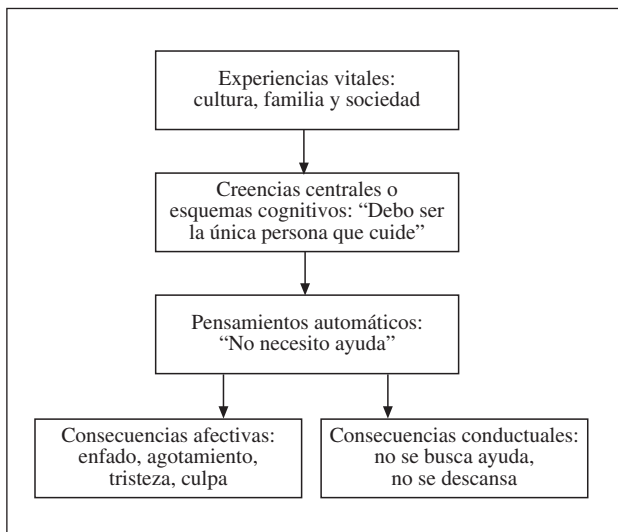 Experiencias vitales:
cultura, familia y sociedad
Creencias centrales o
esquemas cognitivos: “Debo ser
la única persona que cuide”
Pensamientos automáticos:
“No necesito ayuda”
Consecuencias afectivas:
enfado, agotamiento,
tristeza, culpa
Consecuencias conductuales:
no se busca ayuda,
no se descansa